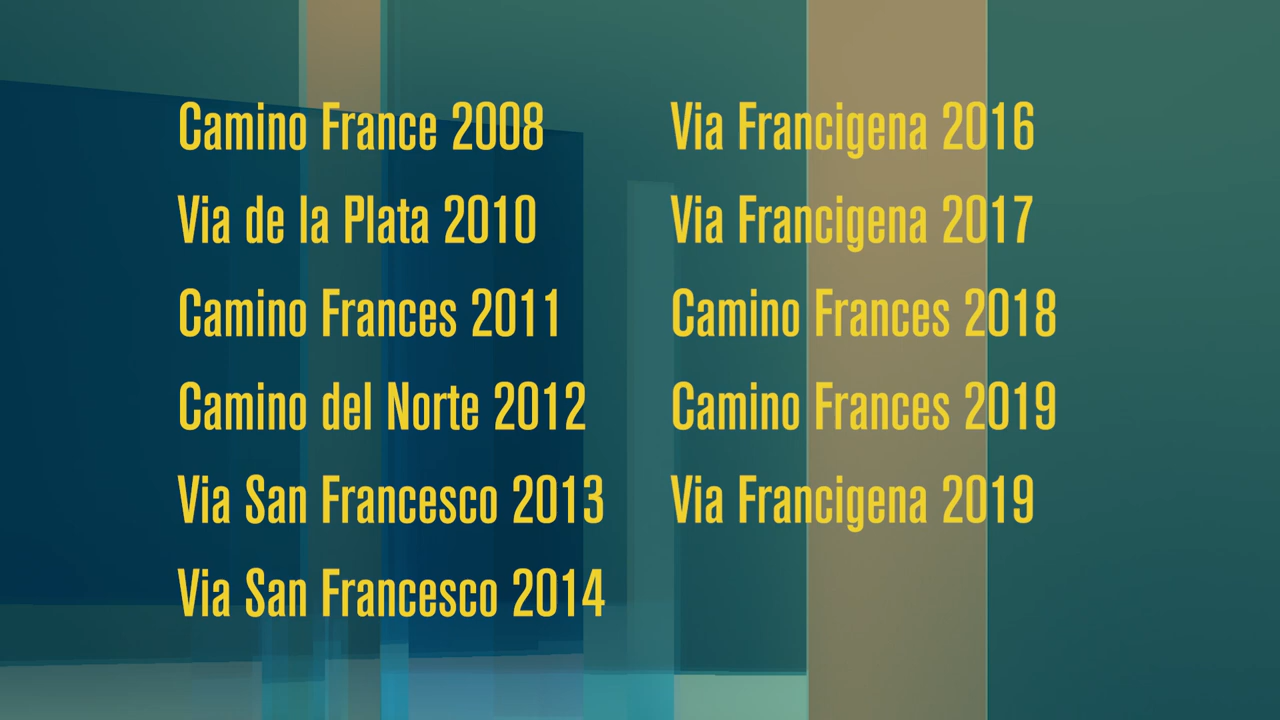 Camino France 2008
Via de la Plata 2010
Camino Frances 2011
Camino del Norte 2012
Via San Francesco 2013
Via San Francesco 2014
Via Francigena 2016
Via Francigena 2017
Camino Frances 2018
Camino Frances 2019
Via Francigena 2019